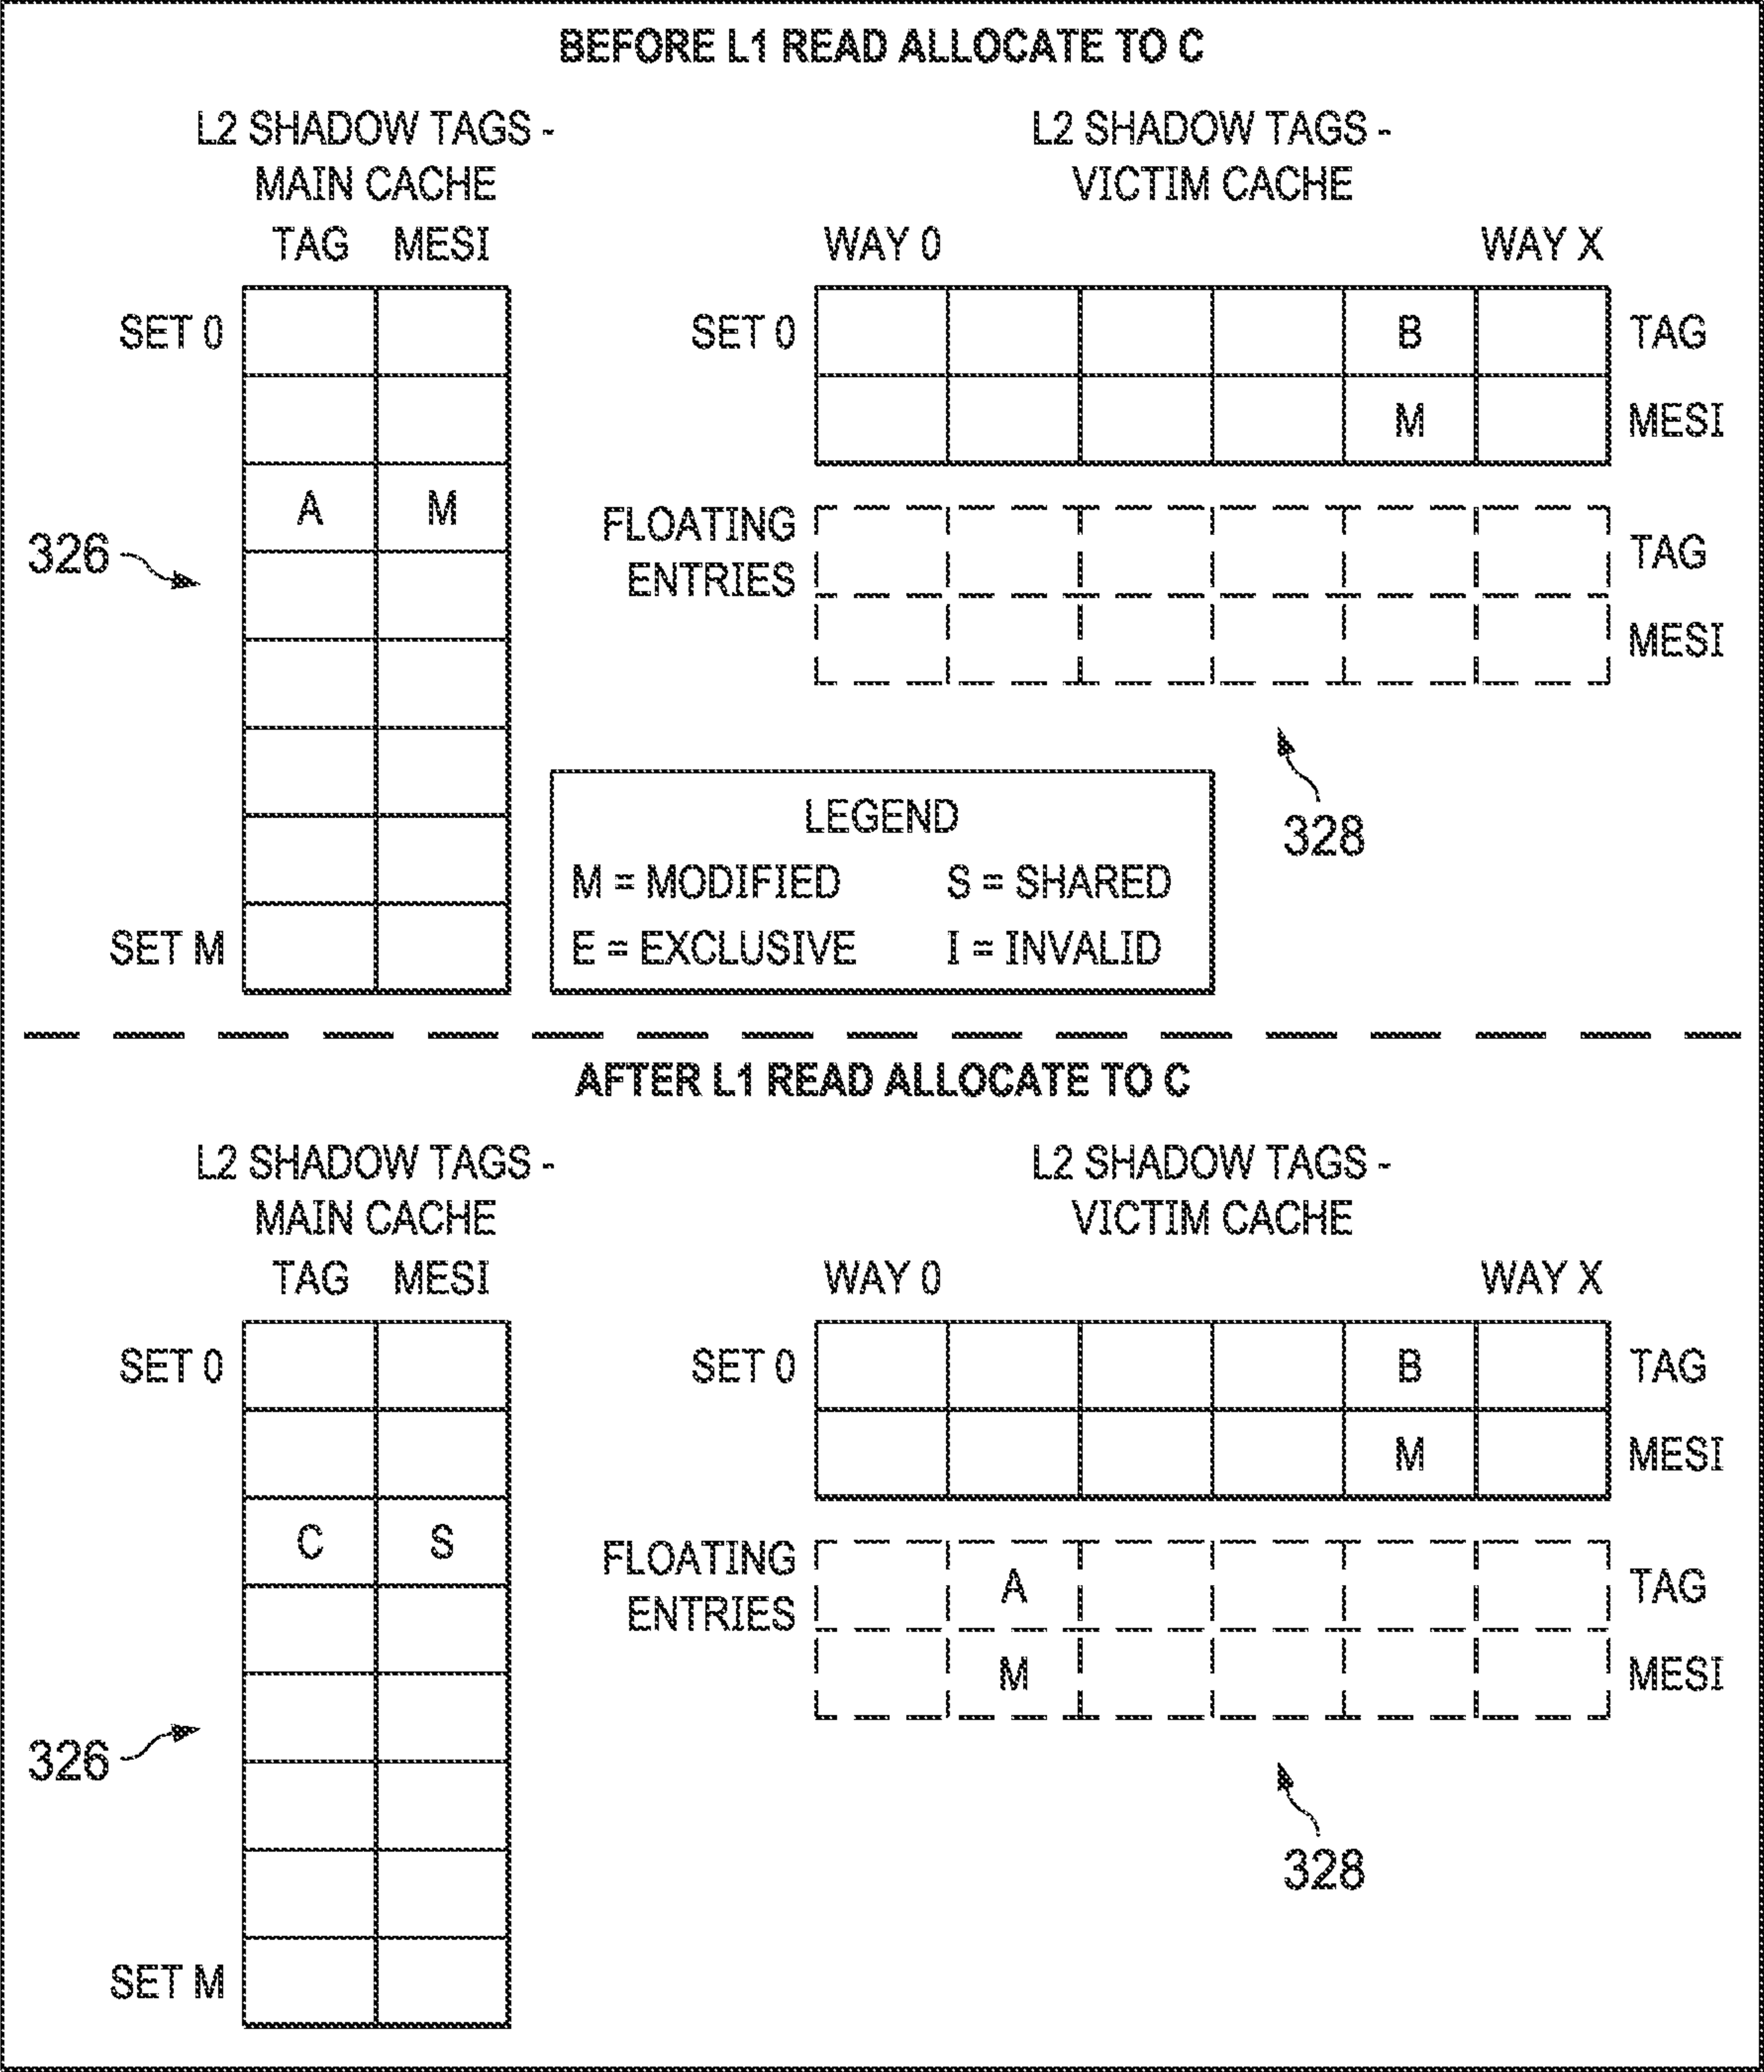 BEFORE L1 READ ALLOCATE TO C
L2 SHADOW TAGS -
MAIN CACHE
TAG MESI
SET 0
A M
326
SET M
L2 SHADOW TAGS -
VICTIM CACHE
WAY 0 WAY X
SET 0 B TAG
M MESI
FLOATING
ENTRIES
TAG
MESI
328
LEGEND
M = MODIFIED S = SHARED
E = EXCLUSIVE I = INVALID
AFTER L1 READ ALLOCATE TO C
L2 SHADOW TAGS -
MAIN CACHE
TAG MESI
SET 0
C S
326
SET M
L2 SHADOW TAGS -
VICTIM CACHE
WAY 0 WAY X
SET 0 B TAG
M MESI
FLOATING
ENTRIES
A TAG
M MESI
328